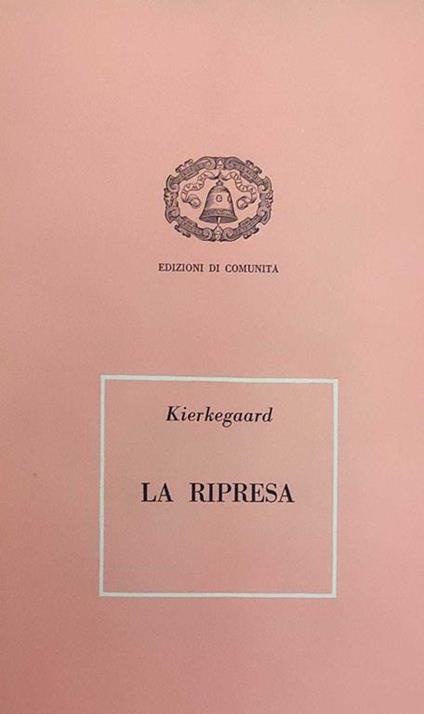 EDIZIONI DI COMUNITÀ
Kierkegaard
LA RIPRESA